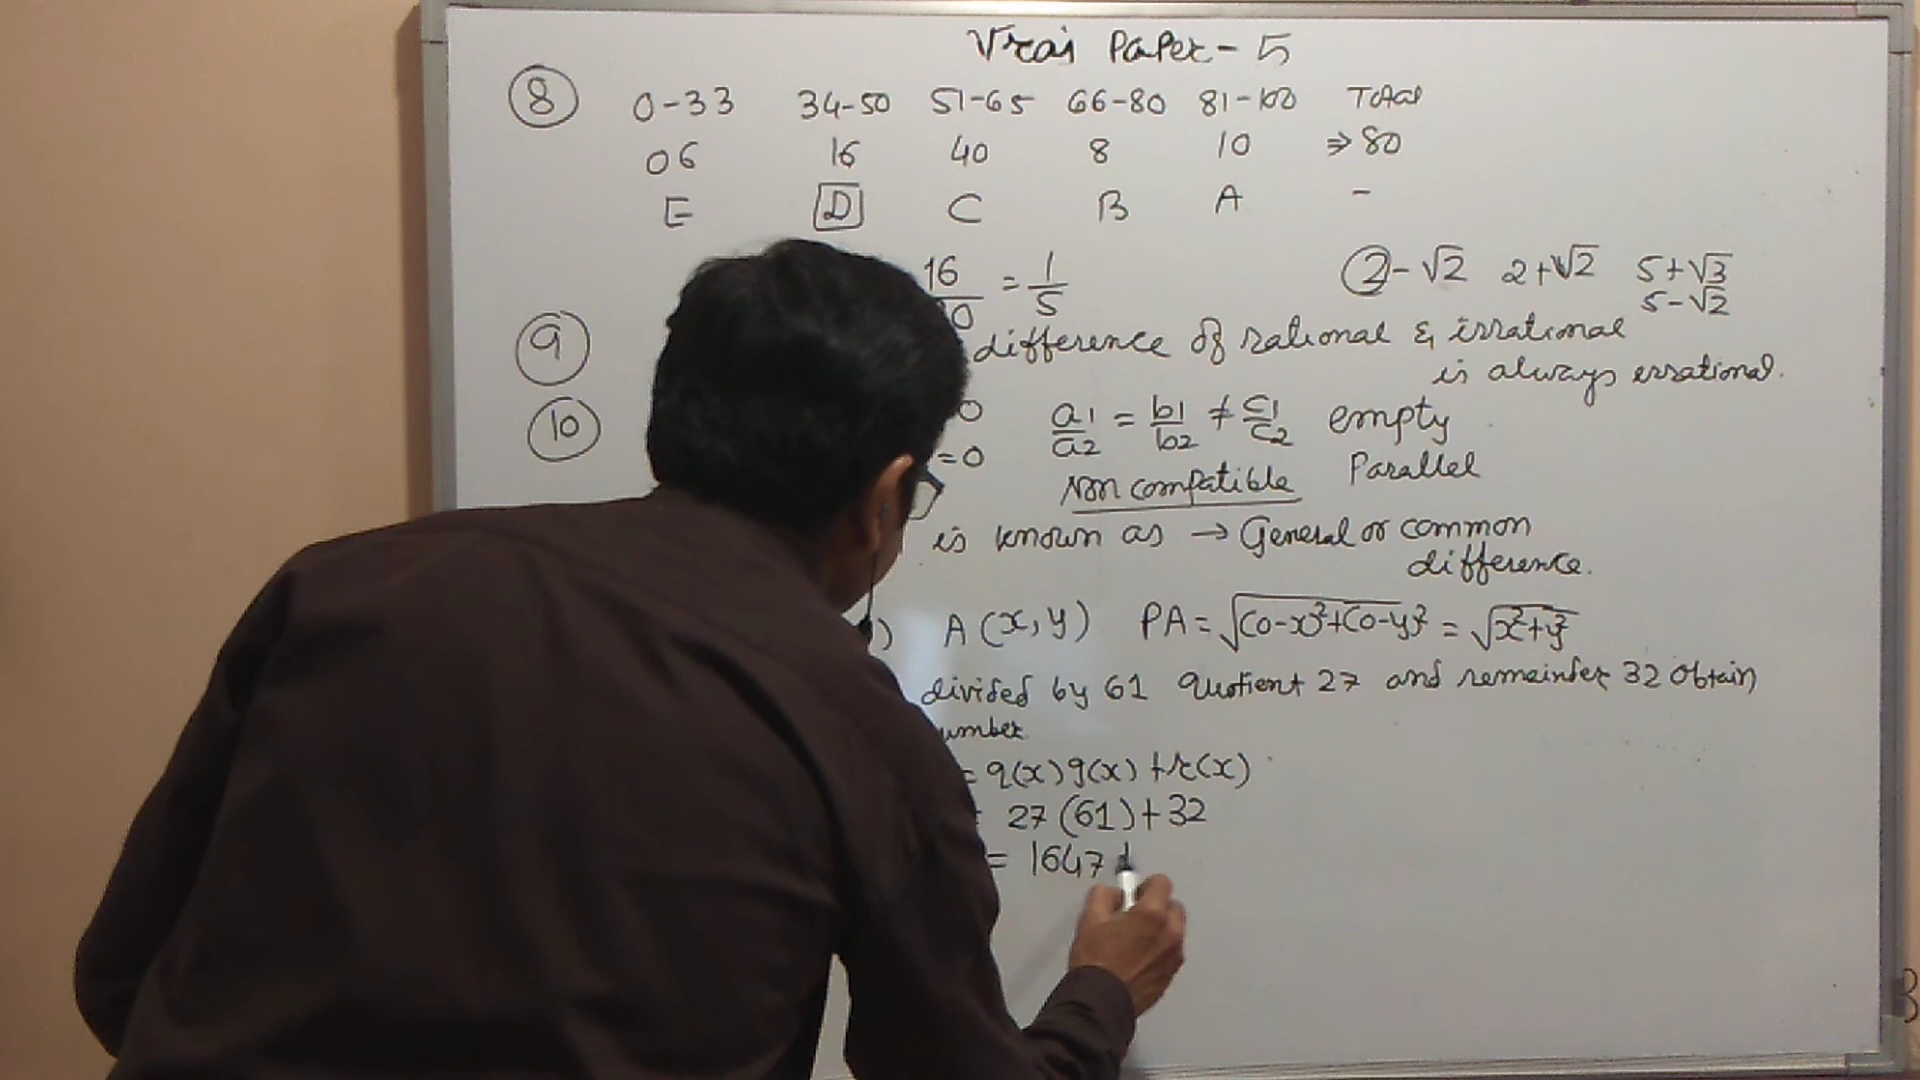 Vrai Paper - 5
8 0-33 34-50 51-65 66-80 81-100 Total
06 16 40 8 10 ⇒ 80
E D C B A -
16 = 1/5
2-√2 2+√2 5+√3
5-√2
9 difference of rational & irrational
is always irrational.
10 0 a1/a2 = b1/b2 ≠ c1/c2 empty
=0 Parallel
Non compatible
is known as → General or common
difference.
) A (x, y) PA = √(0-x)²+(0-y)² = √x²+y²
divided by 61 quotient 27 and remainder 32 obtain
umber
= q(x) g(x) + r(x)
= 27 (61) + 32
= 1647